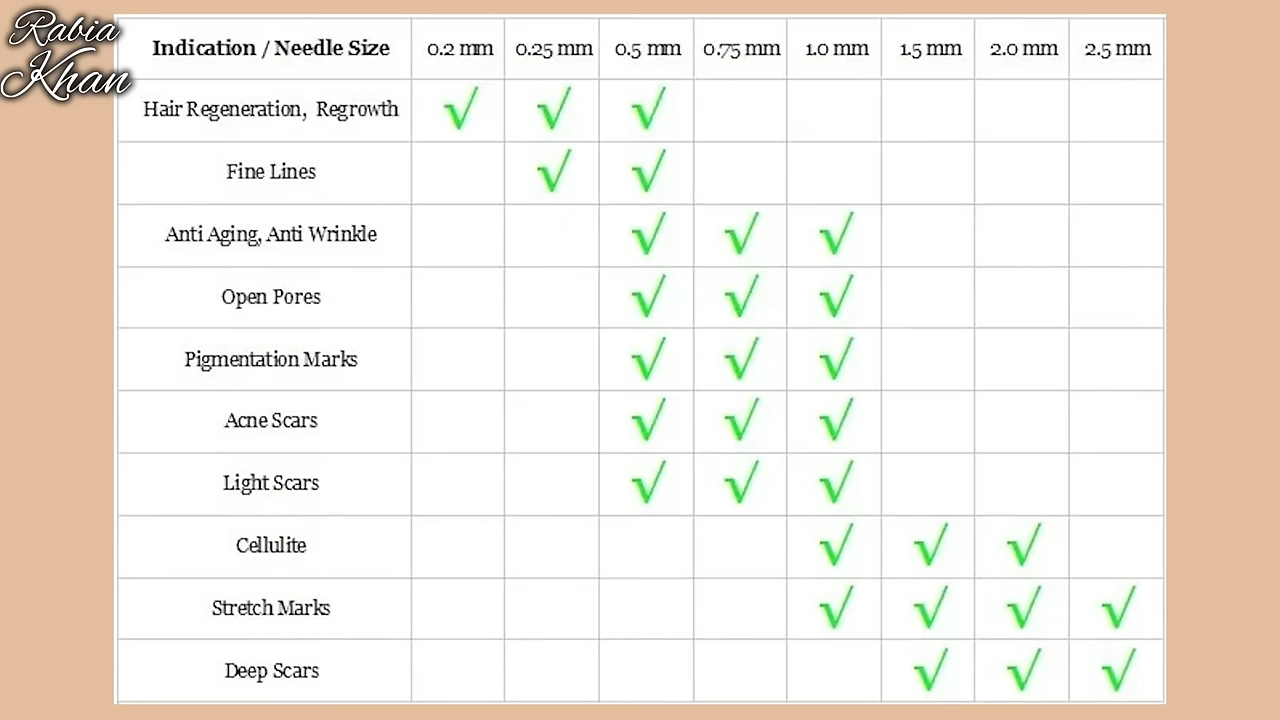 Rabia
Khan
Indication / Needle Size 0.2 mm 0.25 mm 0.5 mm 0.75 mm 1.0 mm 1.5 mm 2.0 mm 2.5 mm
Hair Regeneration, Regrowth √ √ √
Fine Lines √ √
Anti Aging, Anti Wrinkle √ √ √
Open Pores √ √ √
Pigmentation Marks √ √ √
Acne Scars √ √ √
Light Scars √ √ √
Cellulite √ √ √
Stretch Marks √ √ √ √
Deep Scars √ √ √